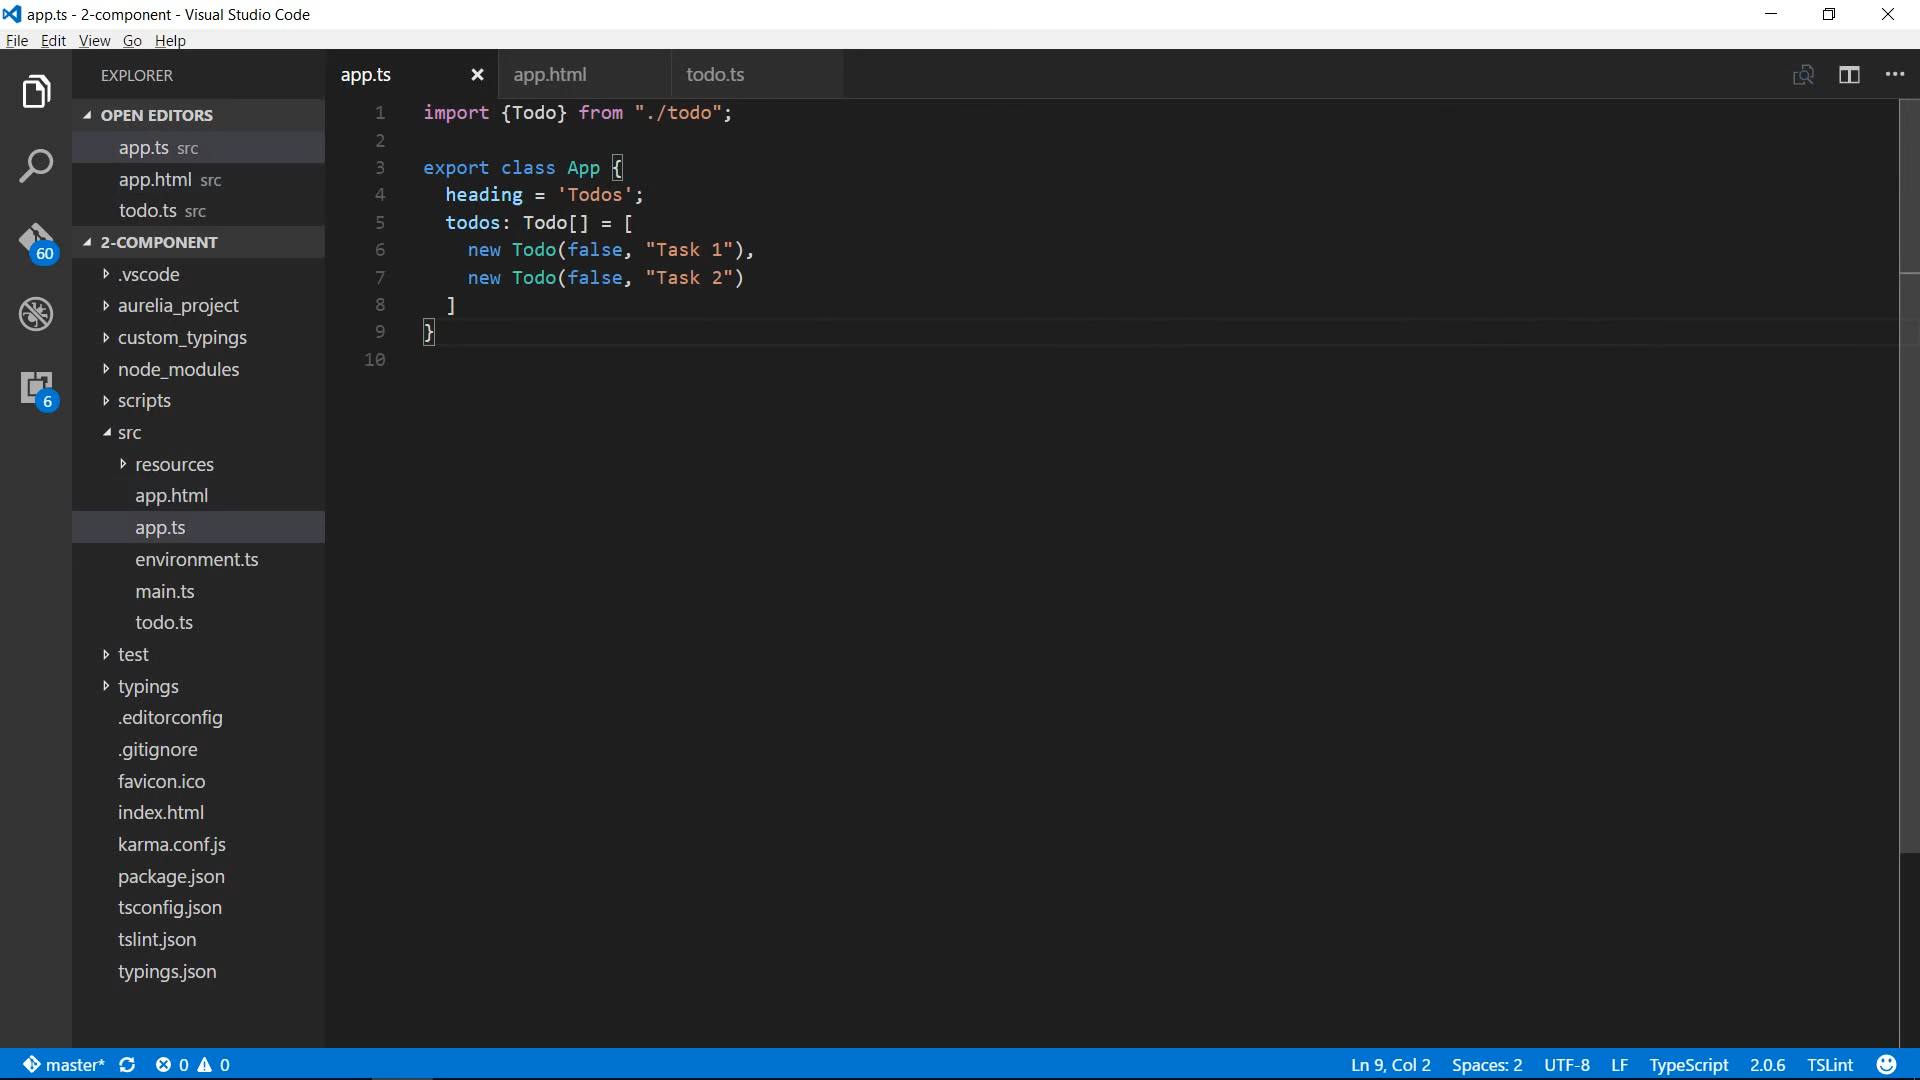 app.ts - 2-component - Visual Studio Code
File Edit View Go Help
EXPLORER
OPEN EDITORS
app.ts src
app.html src
todo.ts src
2-COMPONENT
.vscode
aurelia_project
custom_typings
node_modules
scripts
src
resources
app.html
app.ts
environment.ts
main.ts
todo.ts
test
typings
.editorconfig
.gitignore
favicon.ico
index.html
karma.conf.js
package.json
tsconfig.json
tslint.json
typings.json
60
6
app.ts app.html todo.ts
1 import {Todo} from "./todo";
2
3 export class App {
4 heading = 'Todos';
5 todos: Todo[] = [
6 new Todo(false, "Task 1"),
7 new Todo(false, "Task 2")
8 ]
9 }
10
master* 0 0 Ln 9, Col 2 Spaces: 2 UTF-8 LF TypeScript 2.0.6 TSLint